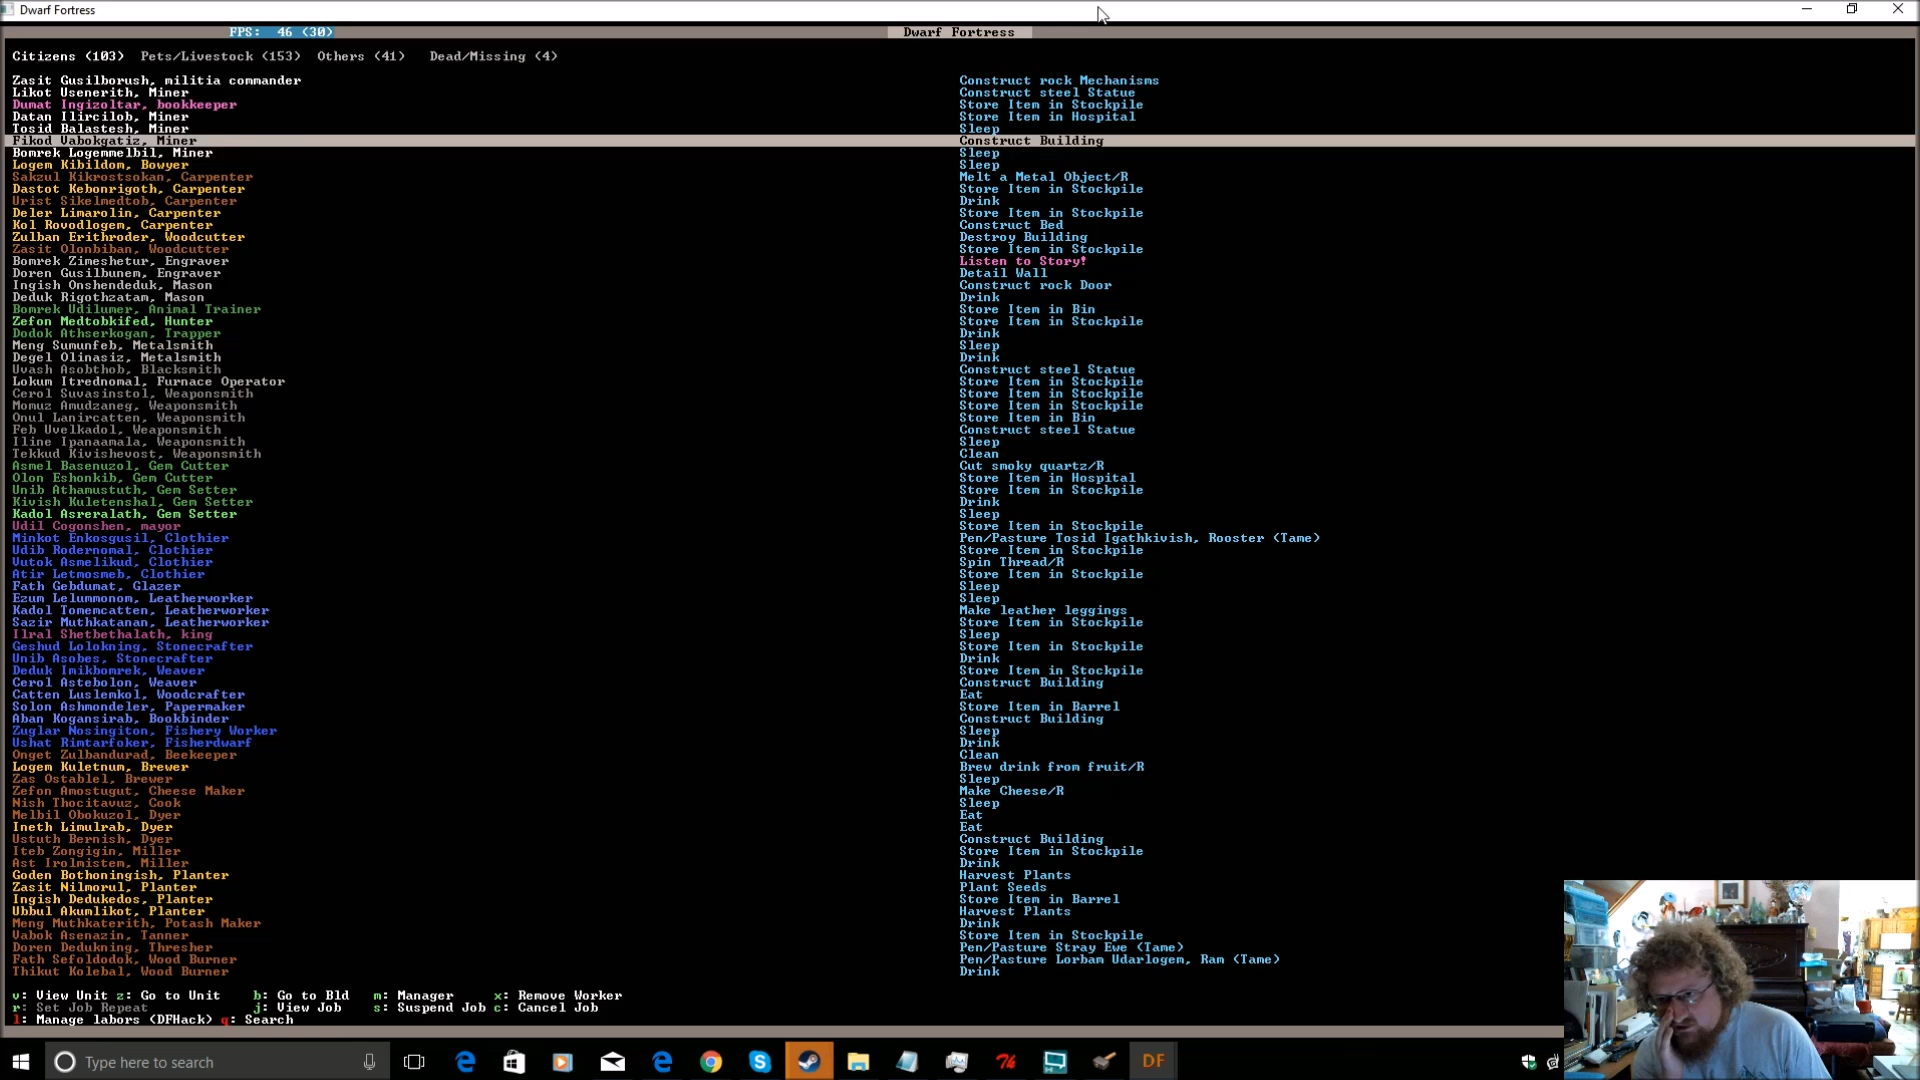 Dwarf Fortress
FPS: 46 (30)
Dwarf Fortress
Citizens (103) Pets/Livestock (153) Others (41) Dead/Missing (4)
Zasit Gusilborush, militia commander Construct rock Mechanisms
Likot Usenerith, Miner Construct steel Statue
Dumat Ingizoltar, bookkeeper Store Item in Stockpile
Datan Ilircilob, Miner Store Item in Hospital
Tosid Balastesh, Miner Sleep
Fikod Vabokgatiz, Miner Construct Building
Bomrek Logemmelbil, Miner Sleep
Logem Kibildom, Bowyer Sleep
Sakzul Kikrostsokan, Carpenter Melt a Metal Object/R
Dastot Kebonrigoth, Carpenter Store Item in Stockpile
Urist Sikelmedtob, Carpenter Drink
Deler Limarolin, Carpenter Store Item in Stockpile
Kol Rovodlogem, Carpenter Construct Bed
Zulban Erithroder, Woodcutter Destroy Building
Zasit Olonbiban, Woodcutter Store Item in Stockpile
Bomrek Zimeshetur, Engraver Listen to Story!
Doren Gusilbunem, Engraver Detail Wall
Ingish Onshendeduk, Mason Construct rock Door
Deduk Rigothzatam, Mason Drink
Bomrek Udilumer, Animal Trainer Store Item in Bin
Zefon Medtobkifed, Hunter Store Item in Stockpile
Dodok Athserkogan, Trapper Drink
Meng Sumunfeb, Metalsmith Sleep
Degel Olinasiz, Metalsmith Drink
Uvash Asobthob, Blacksmith Construct steel Statue
Lokum Itrednomal, Furnace Operator Store Item in Stockpile
Cerol Suvasinstol, Weaponsmith Store Item in Stockpile
Momuz Amudzaneg, Weaponsmith Store Item in Stockpile
Onul Lanircatten, Weaponsmith Store Item in Bin
Feb Uvelkadol, Weaponsmith Construct steel Statue
Iline Ipanaamala, Weaponsmith Sleep
Tekkud Kivishevost, Weaponsmith Clean
Asmel Basenuzol, Gem Cutter Cut smoky quartz/R
Olon Eshonkib, Gem Cutter Store Item in Hospital
Unib Athamustuth, Gem Setter Store Item in Stockpile
Kivish Kuletenshal, Gem Setter Drink
Kadol Asreralath, Gem Setter Sleep
Udil Cogonshen, mayor Store Item in Stockpile
Minkot Enkosgusil, Clothier Pen/Pasture Tosid Igathkivish, Rooster (Tame)
Udib Rodernomal, Clothier Store Item in Stockpile
Vutok Asmelikud, Clothier Spin Thread/R
Atir Letmosmeb, Clothier Store Item in Stockpile
Fath Gebdumat, Glazer Sleep
Ezum Lelummonom, Leatherworker Sleep
Kadol Tomemcatten, Leatherworker Make leather leggings
Sazir Muthkatanan, Leatherworker Store Item in Stockpile
Ilral Shetbethalath, king Sleep
Geshud Lolokning, Stonecrafter Store Item in Stockpile
Unib Asobes, Stonecrafter Drink
Deduk Imikbomrek, Weaver Store Item in Stockpile
Cerol Astebolon, Weaver Construct Building
Catten Luslemkol, Woodcrafter Eat
Solon Ashmondeler, Papermaker Store Item in Barrel
Aban Kogansirab, Bookbinder Construct Building
Zuglar Nosingiton, Fishery Worker Sleep
Ushat Rimtarfoker, Fisherdwarf Drink
Onget Zulbandurad, Beekeeper Clean
Logem Kuletnum, Brewer Brew drink from fruit/R
Zas Ostablel, Brewer Sleep
Zefon Amostugut, Cheese Maker Make Cheese/R
Nish Thocitavuz, Cook Sleep
Melbil Obokuzol, Dyer Eat
Ineth Limulrab, Dyer Eat
Ustuth Bernish, Dyer Construct Building
Iteb Zongigin, Miller Store Item in Stockpile
Ast Irolmistem, Miller Drink
Goden Bothoningish, Planter Harvest Plants
Zasit Nilmorul, Planter Plant Seeds
Ingish Dedukedos, Planter Store Item in Barrel
Ubbul Akumlikot, Planter Harvest Plants
Meng Muthkaterith, Potash Maker Drink
Vabok Asenazin, Tanner Store Item in Stockpile
Doren Dedukning, Thresher Pen/Pasture Stray Ewe (Tame)
Fath Sefoldodok, Wood Burner Pen/Pasture Lorbam Udarlogem, Ram (Tame)
Thikut Kolebal, Wood Burner Drink
v: View Unit z: Go to Unit b: Go to Bld m: Manager x: Remove Worker
r: Set Job Repeat j: View Job s: Suspend Job c: Cancel Job
l: Manage labors (DFHack) q: Search
Type here to search
DF